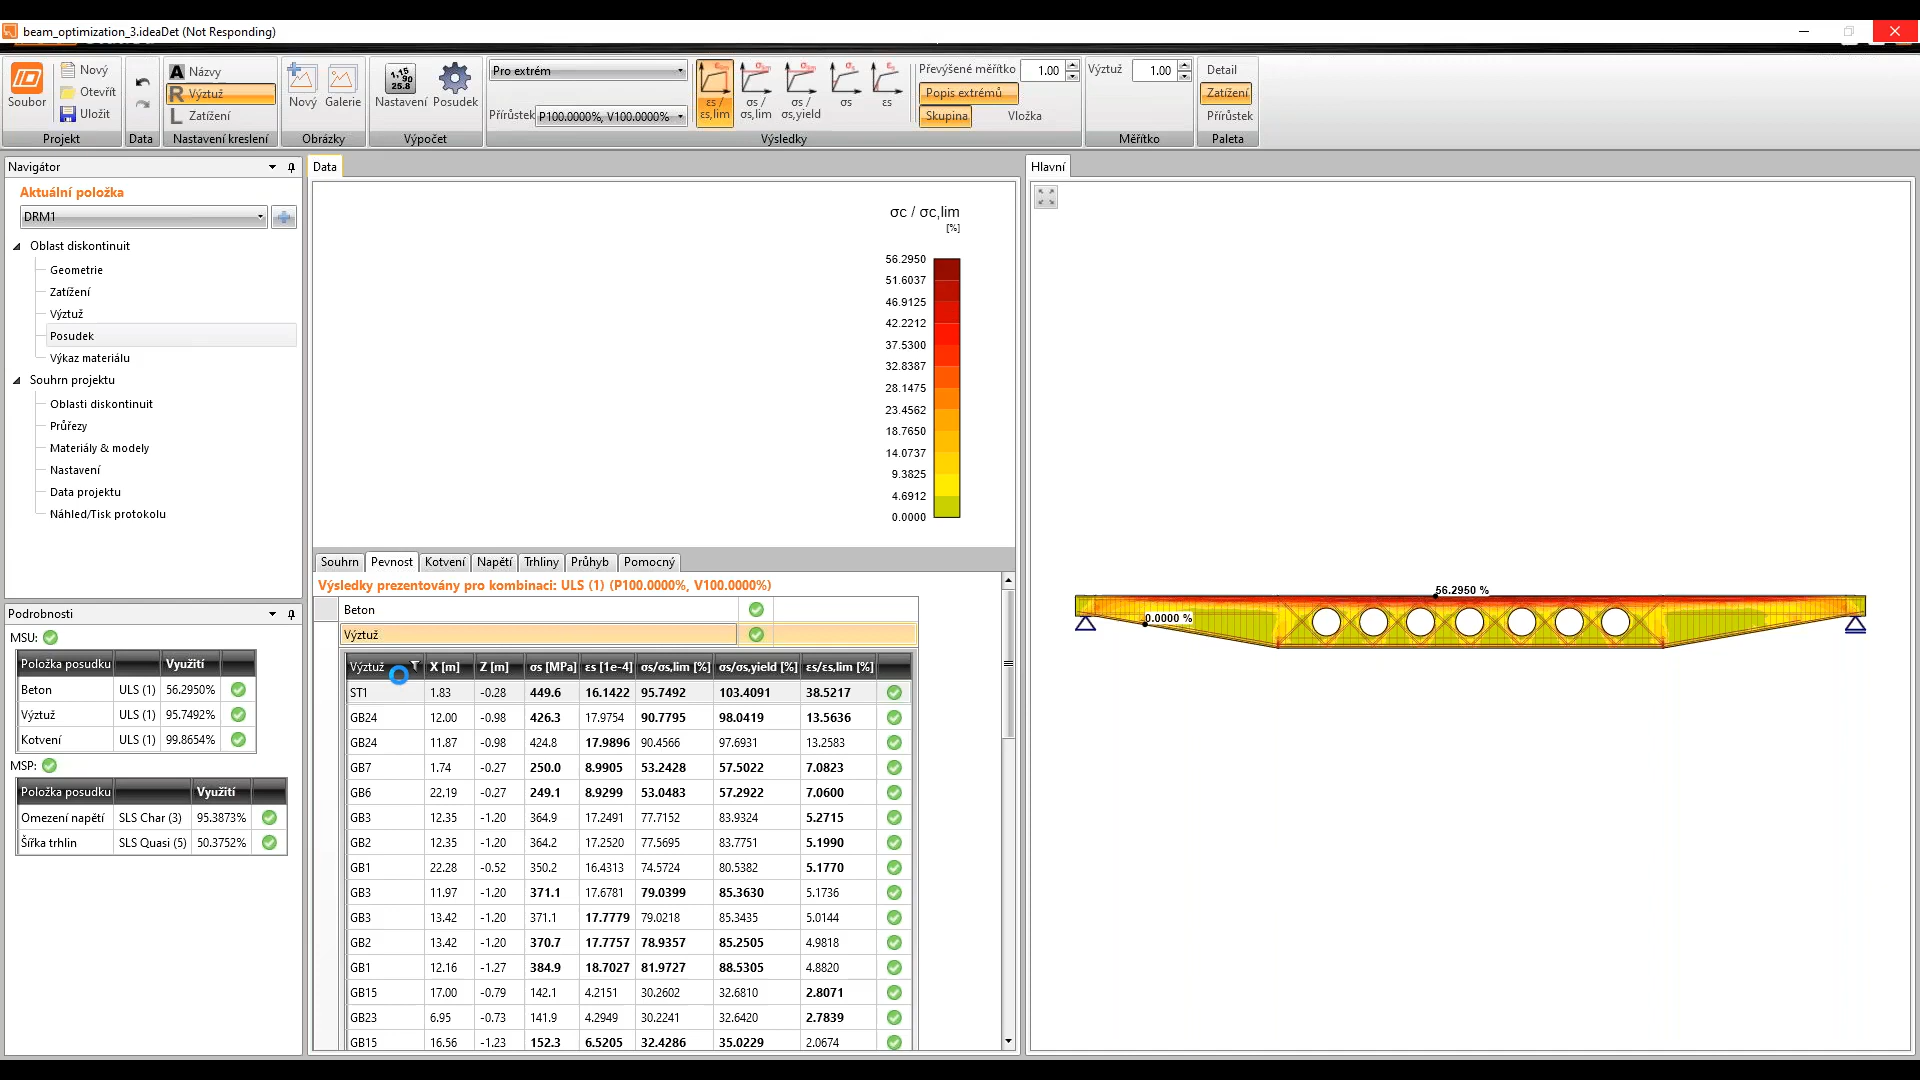 beam_optimization_3.ideaDet (Not Responding)
Soubor
Nový
Otevřít
Uložit
Projekt
Data
A Názvy
R Výztuž
L Zatížení
Nastavení kreslení
Nový
Galerie
Obrázky
1.15
90
25.8
Nastavení
Posudek
Výpočet
Pro extrém
Přírůstek P100.0000%, V100.0000%
εs / εs,lim
σs / σs,lim
σs / σs,yield
σs
εs
Výsledky
Převýšené měřítko 1.00
Popis extrémů
Skupina
Vložka
Výztuž 1.00
Měřítko
Detail
Zatížení
Přírůstek
Paleta
Navigátor
Aktuální položka
DRM1
Oblast diskontinuit
Geometrie
Zatížení
Výztuž
Posudek
Výkaz materiálu
Souhrn projektu
Oblasti diskontinuit
Průřezy
Materiály & modely
Nastavení
Data projektu
Náhled/Tisk protokolu
Podrobnosti
MSU:
Položka posudku Využití
Beton ULS (1) 56.2950%
Výztuž ULS (1) 95.7492%
Kotvení ULS (1) 99.8654%
MSP:
Položka posudku Využití
Omezení napětí SLS Char (3) 95.3873%
Šířka trhlin SLS Quasi (5) 50.3752%
Data
σc / σc,lim
[%]
56.2950
51.6037
46.9125
42.2212
37.5300
32.8387
28.1475
23.4562
18.7650
14.0737
9.3825
4.6912
0.0000
Souhrn Pevnost Kotvení Napětí Trhliny Průhyb Pomocný
Výsledky prezentovány pro kombinaci: ULS (1) (P100.0000%, V100.0000%)
Beton
Výztuž
Výztuž X [m] Z [m] σs [MPa] εs [1e-4] σs/σs,lim [%] σs/σs,yield [%] εs/εs,lim [%]
ST1 1.83 -0.28 449.6 16.1422 95.7492 103.4091 38.5217
GB24 12.00 -0.98 426.3 17.9754 90.7795 98.0419 13.5636
GB24 11.87 -0.98 424.8 17.9896 90.4566 97.6931 13.2583
GB7 1.74 -0.27 250.0 8.9905 53.2428 57.5022 7.0823
GB6 22.19 -0.27 249.1 8.9299 53.0483 57.2922 7.0600
GB3 12.35 -1.20 364.9 17.2491 77.7152 83.9324 5.2715
GB2 12.35 -1.20 364.2 17.2520 77.5695 83.7751 5.1990
GB1 22.28 -0.52 350.2 16.4313 74.5724 80.5382 5.1770
GB3 11.97 -1.20 371.1 17.6781 79.0399 85.3630 5.1736
GB3 13.42 -1.20 371.1 17.7779 79.0218 85.3435 5.0144
GB2 13.42 -1.20 370.7 17.7757 78.9357 85.2505 4.9818
GB1 12.16 -1.27 384.9 18.7027 81.9727 88.5305 4.8820
GB15 17.00 -0.79 142.1 4.2151 30.2602 32.6810 2.8071
GB23 6.95 -0.73 141.9 4.2949 30.2241 32.6420 2.7839
GB15 16.56 -1.23 152.3 6.5205 32.4286 35.0229 2.0674
Hlavní
56.2950 %
0.0000 %